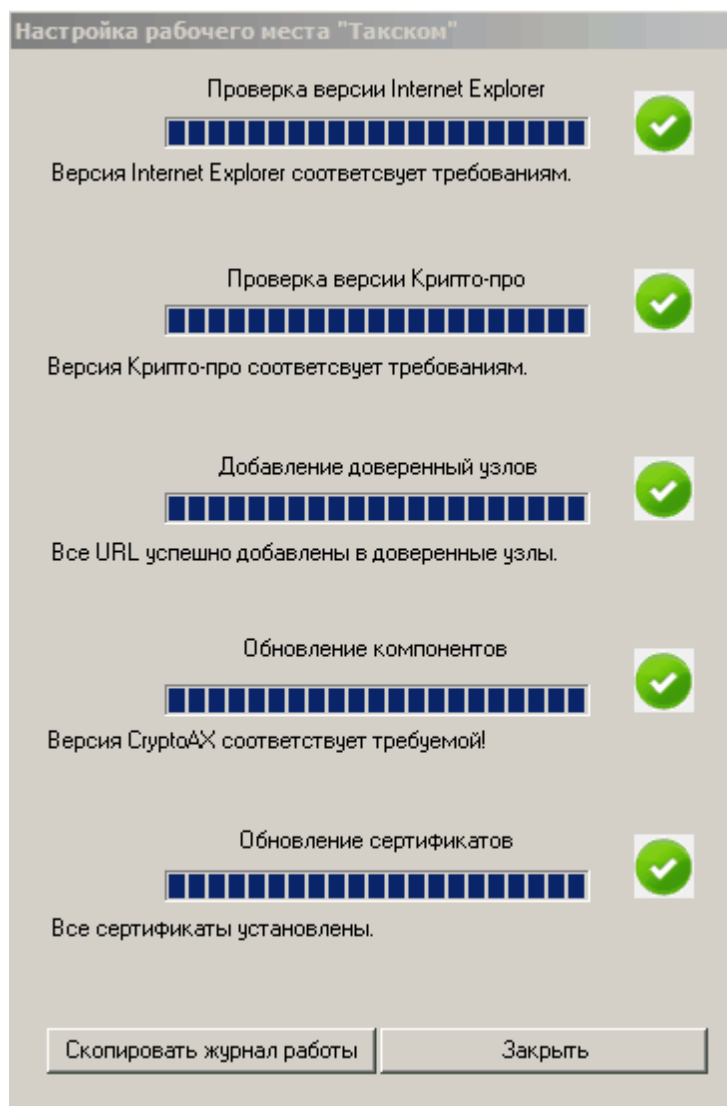 Настройка рабочего места "Такском"
Проверка версии Internet Explorer
Версия Internet Explorer соответсвует требованиям.
Проверка версии Крипто-про
Версия Крипто-про соответсвует требованиям.
Добавление доверенный узлов
Все URL успешно добавлены в доверенные узлы.
Обновление компонентов
Версия CryptoAX соответствует требуемой!
Обновление сертификатов
Все сертификаты установлены.
Скопировать журнал работы
Закрыть